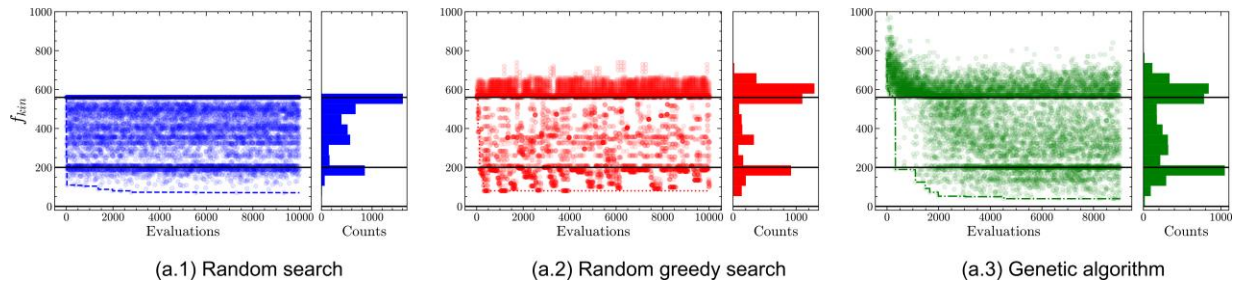 1000
800
600
400
200
0
f_kin
0 2000 4000 6000 8000 10000
Evaluations
0 1000
Counts
(a.1) Random search
1000
800
600
400
200
0
0 2000 4000 6000 8000 10000
Evaluations
0 1000
Counts
(a.2) Random greedy search
1000
800
600
400
200
0
0 2000 4000 6000 8000
Evaluations
0 1000
Counts
(a.3) Genetic algorithm